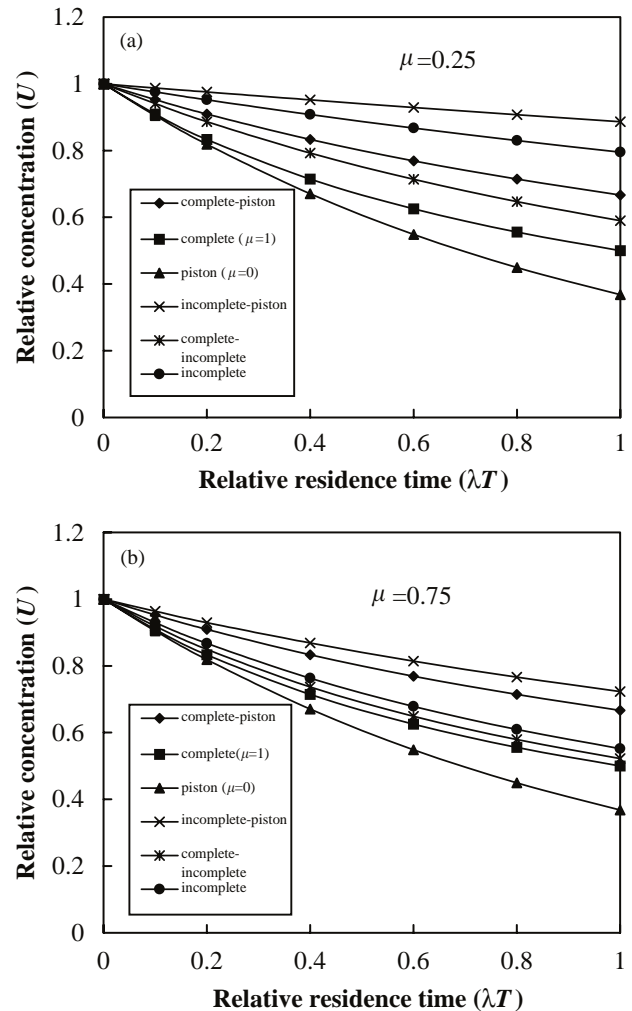 1.2
(a)
μ=0.25
1
0.8
0.6
0.4
0.2
0
Relative concentration (U)
complete-piston
complete (μ=1)
piston (μ=0)
incomplete-piston
complete-
incomplete
incomplete
0 0.2 0.4 0.6 0.8 1
Relative residence time (λT)
1.2
(b)
μ=0.75
1
0.8
0.6
0.4
0.2
0
Relative concentration (U)
complete-piston
complete(μ=1)
piston (μ=0)
incomplete-piston
complete-
incomplete
incomplete
0 0.2 0.4 0.6 0.8 1
Relative residence time (λT)